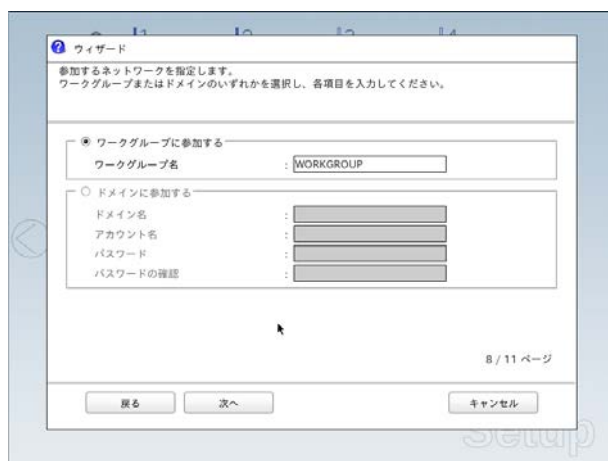 ウィザード
参加するネットワークを指定します。
ワークグループまたはドメインのいずれかを選択し、各項目を入力してください。
ワークグループに参加する
ワークグループ名 : WORKGROUP
ドメインに参加する
ドメイン名 :
アカウント名 :
パスワード :
パスワードの確認 :
8 / 11 ページ
戻る 次へ キャンセル
Setup